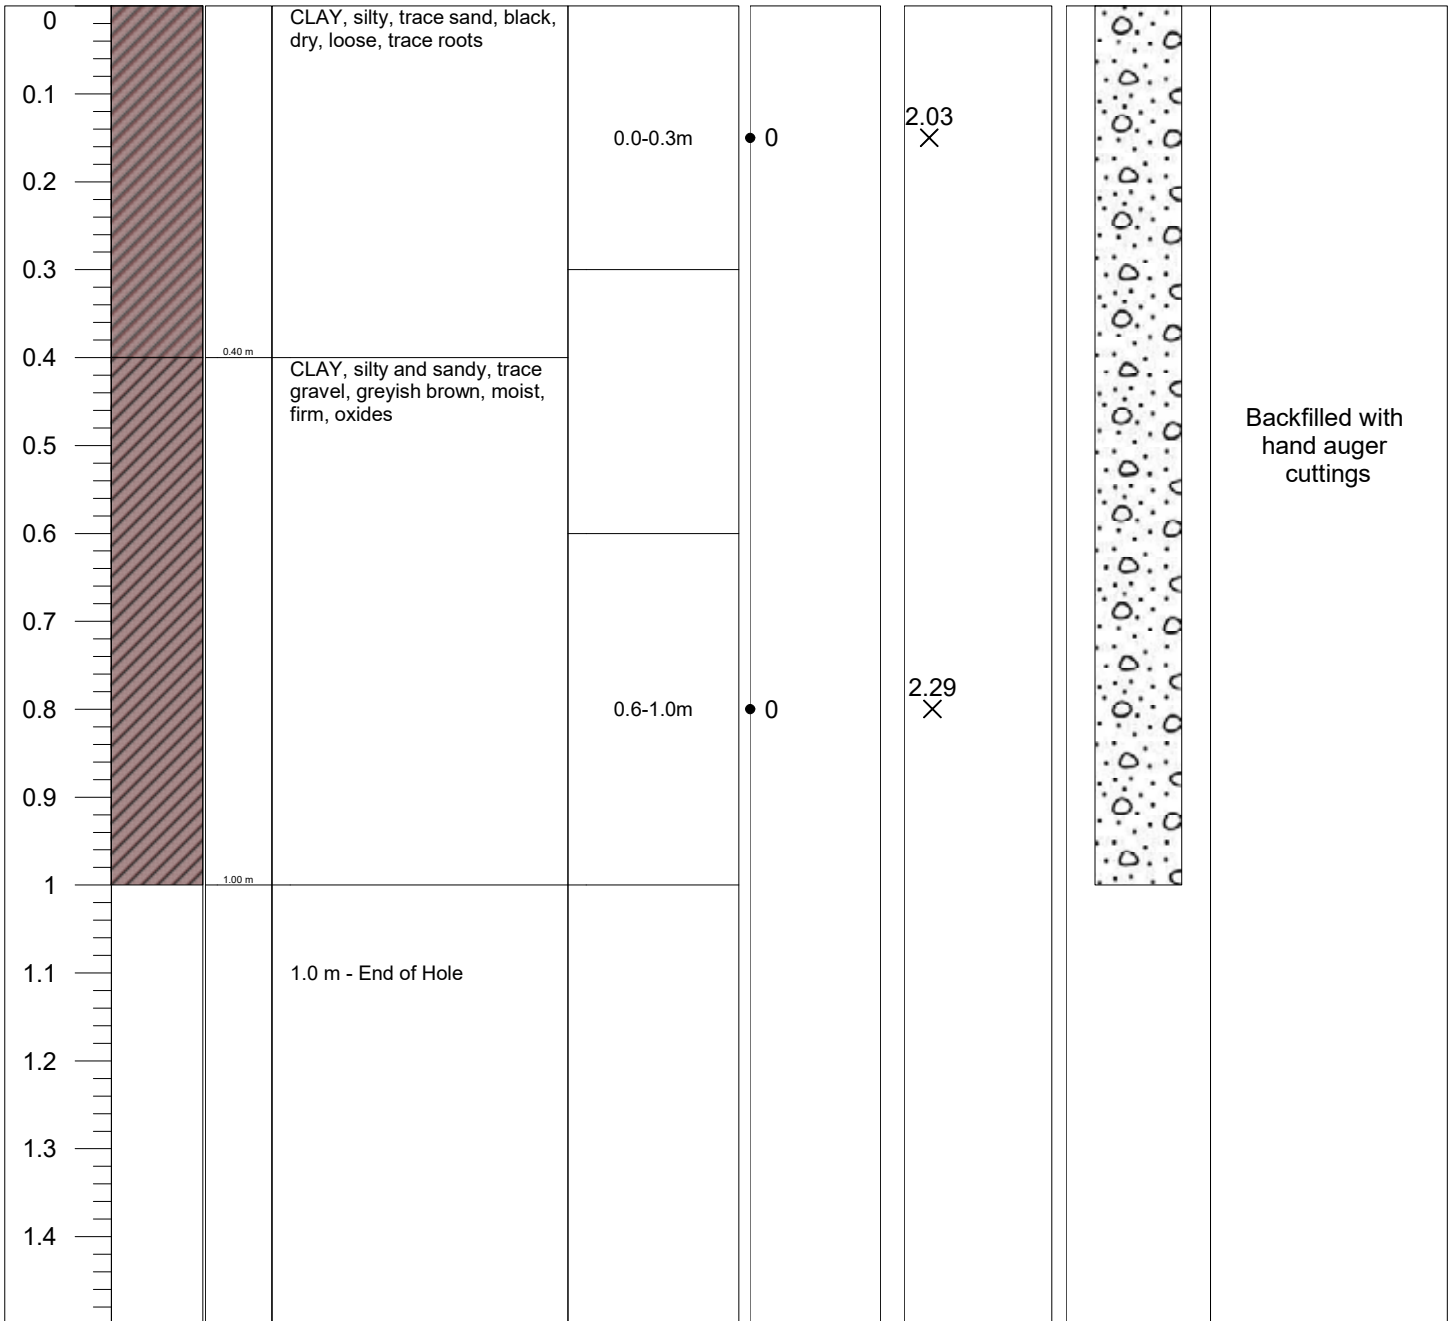 0
CLAY, silty, trace sand, black,
dry, loose, trace roots
0.1
0.0-0.3m
0
2.03
0.2
0.3
0.40 m
0.4
CLAY, silty and sandy, trace
gravel, greyish brown, moist,
firm, oxides
0.5
Backfilled with
hand auger
cuttings
0.6
0.7
2.29
0.8
0.6-1.0m
0
0.9
1.00 m
1
1.1
1.0 m - End of Hole
1.2
1.3
1.4